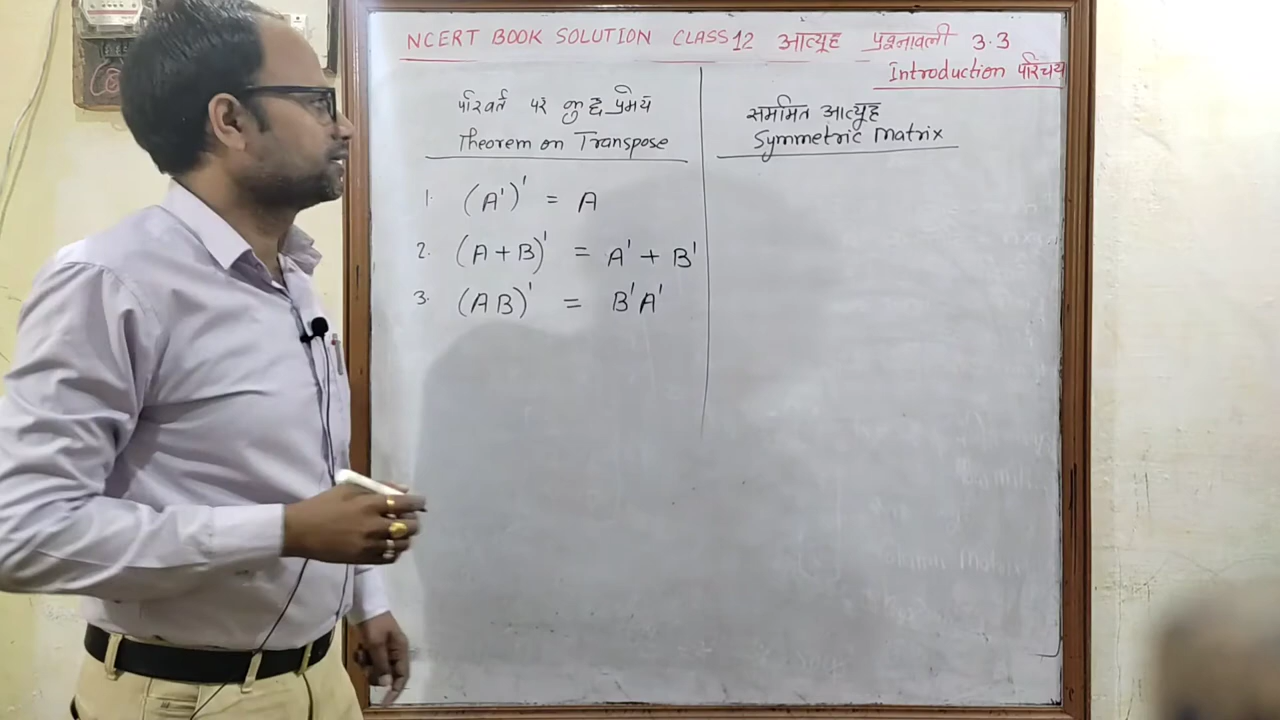 NCERT BOOK SOLUTION CLASS 12 आव्यूह प्रश्नावली 3.3
Introduction परिचय
परिवर्त पर कुछ प्रमेय
Theorem on Transpose
1. (A')' = A
2. (A+B)' = A' + B'
3. (AB)' = B'A'
सममित आव्यूह
Symmetric Matrix